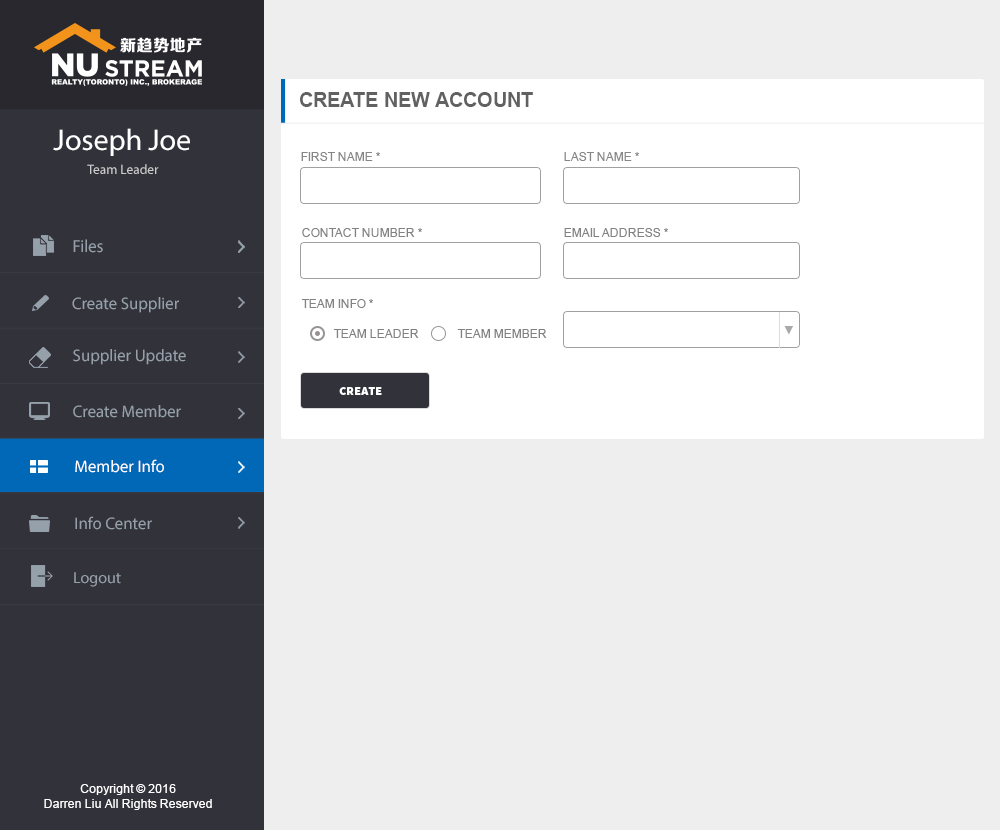 新趋势地产
NU STREAM
REALTY(TORONTO) INC., BROKERAGE
Joseph Joe
Team Leader
Files
Create Supplier
Supplier Update
Create Member
Member Info
Info Center
Logout
Copyright © 2016
Darren Liu All Rights Reserved
CREATE NEW ACCOUNT
FIRST NAME *
LAST NAME *
CONTACT NUMBER *
EMAIL ADDRESS *
TEAM INFO *
TEAM LEADER
TEAM MEMBER
CREATE